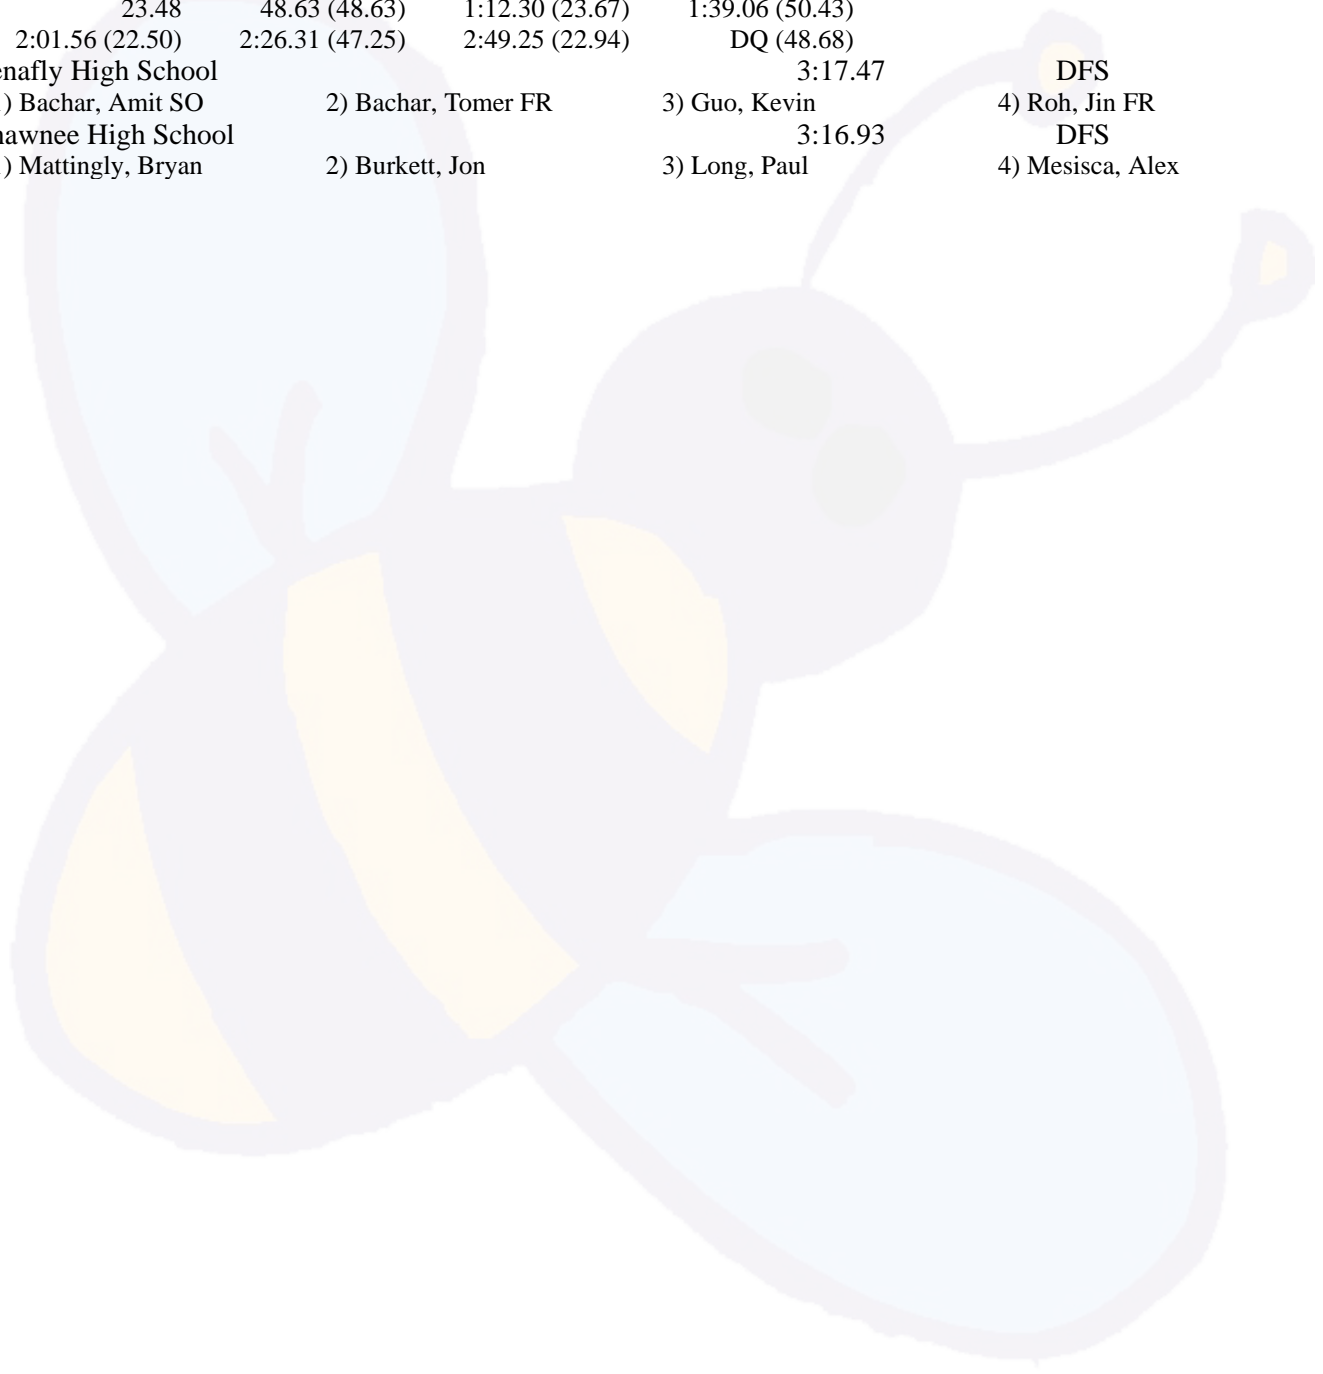 23.48 48.63 (48.63) 1:12.30 (23.67) 1:39.06 (50.43)
2:01.56 (22.50) 2:26.31 (47.25) 2:49.25 (22.94) DQ (48.68)
enafly High School 3:17.47 DFS
) Bachar, Amit SO 2) Bachar, Tomer FR 3) Guo, Kevin 4) Roh, Jin FR
hawnee High School 3:16.93 DFS
) Mattingly, Bryan 2) Burkett, Jon 3) Long, Paul 4) Mesisca, Alex